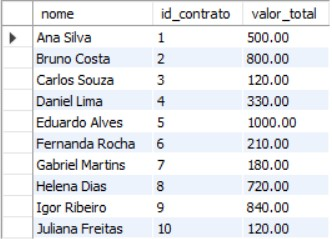 nome id_contrato valor_total
Ana Silva 1 500.00
Bruno Costa 2 800.00
Carlos Souza 3 120.00
Daniel Lima 4 330.00
Eduardo Alves 5 1000.00
Fernanda Rocha 6 210.00
Gabriel Martins 7 180.00
Helena Dias 8 720.00
Igor Ribeiro 9 840.00
Juliana Freitas 10 120.00